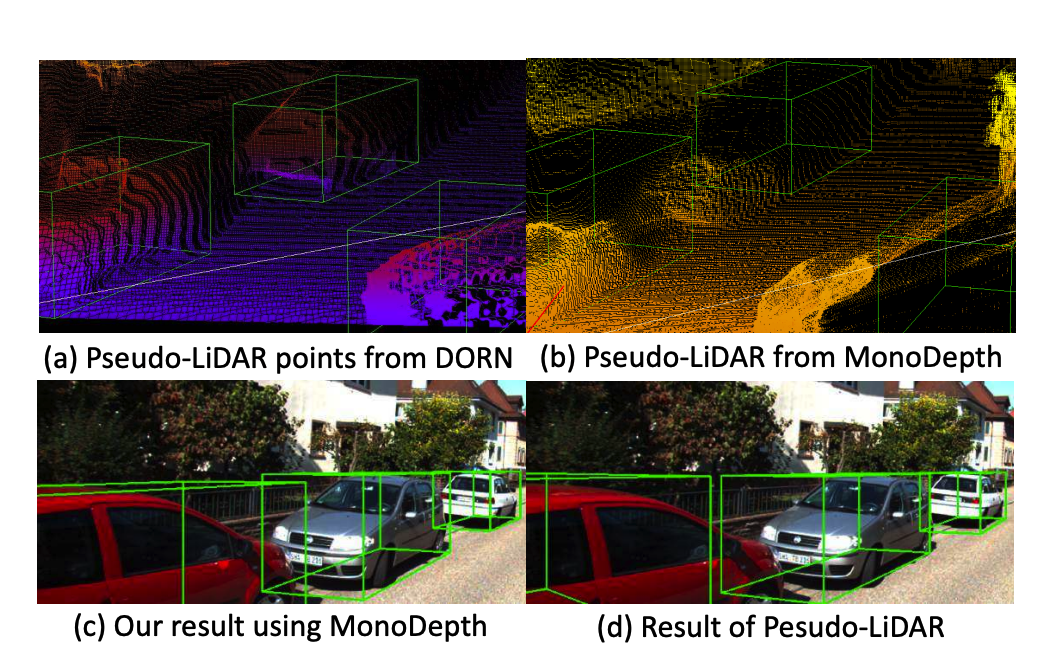 (a) Pseudo-LiDAR points from DORN
(b) Pseudo-LiDAR from MonoDepth
(c) Our result using MonoDepth
(d) Result of Pesudo-LiDAR